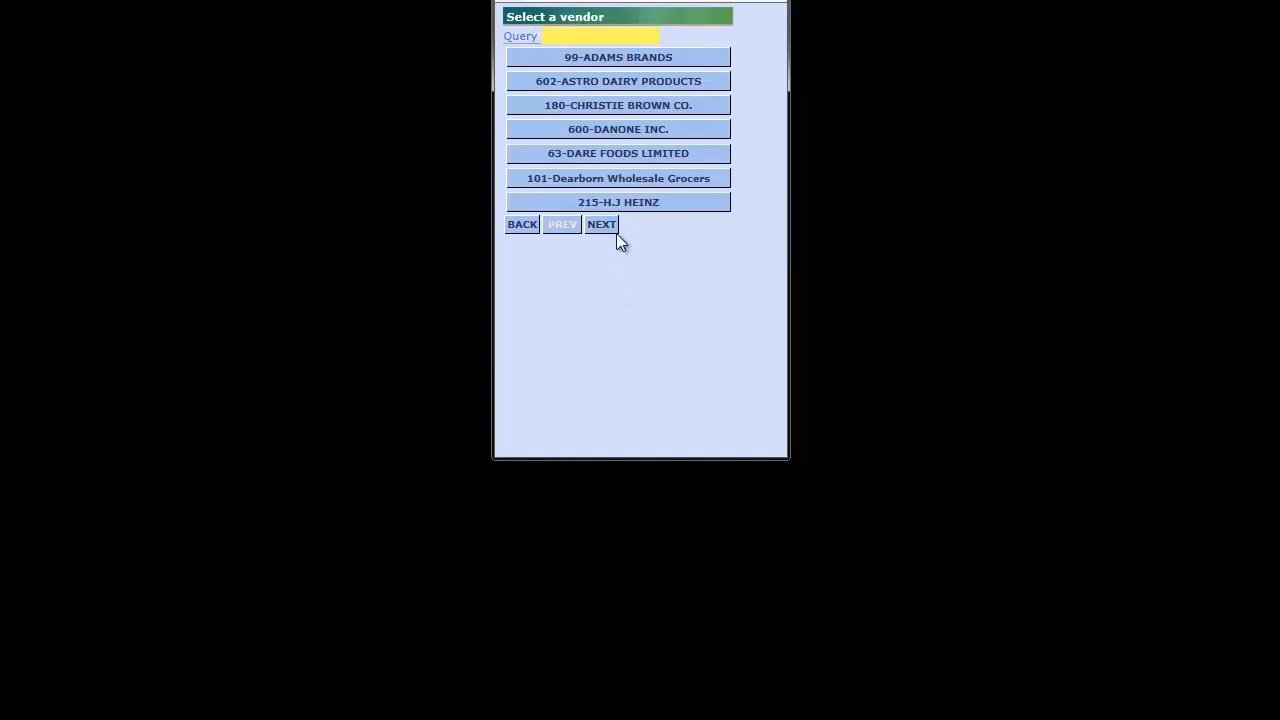 Select a vendor
Query
99-ADAMS BRANDS
602-ASTRO DAIRY PRODUCTS
180-CHRISTIE BROWN CO.
600-DANONE INC.
63-DARE FOODS LIMITED
101-Dearborn Wholesale Grocers
215-H.J HEINZ
BACK PREV NEXT